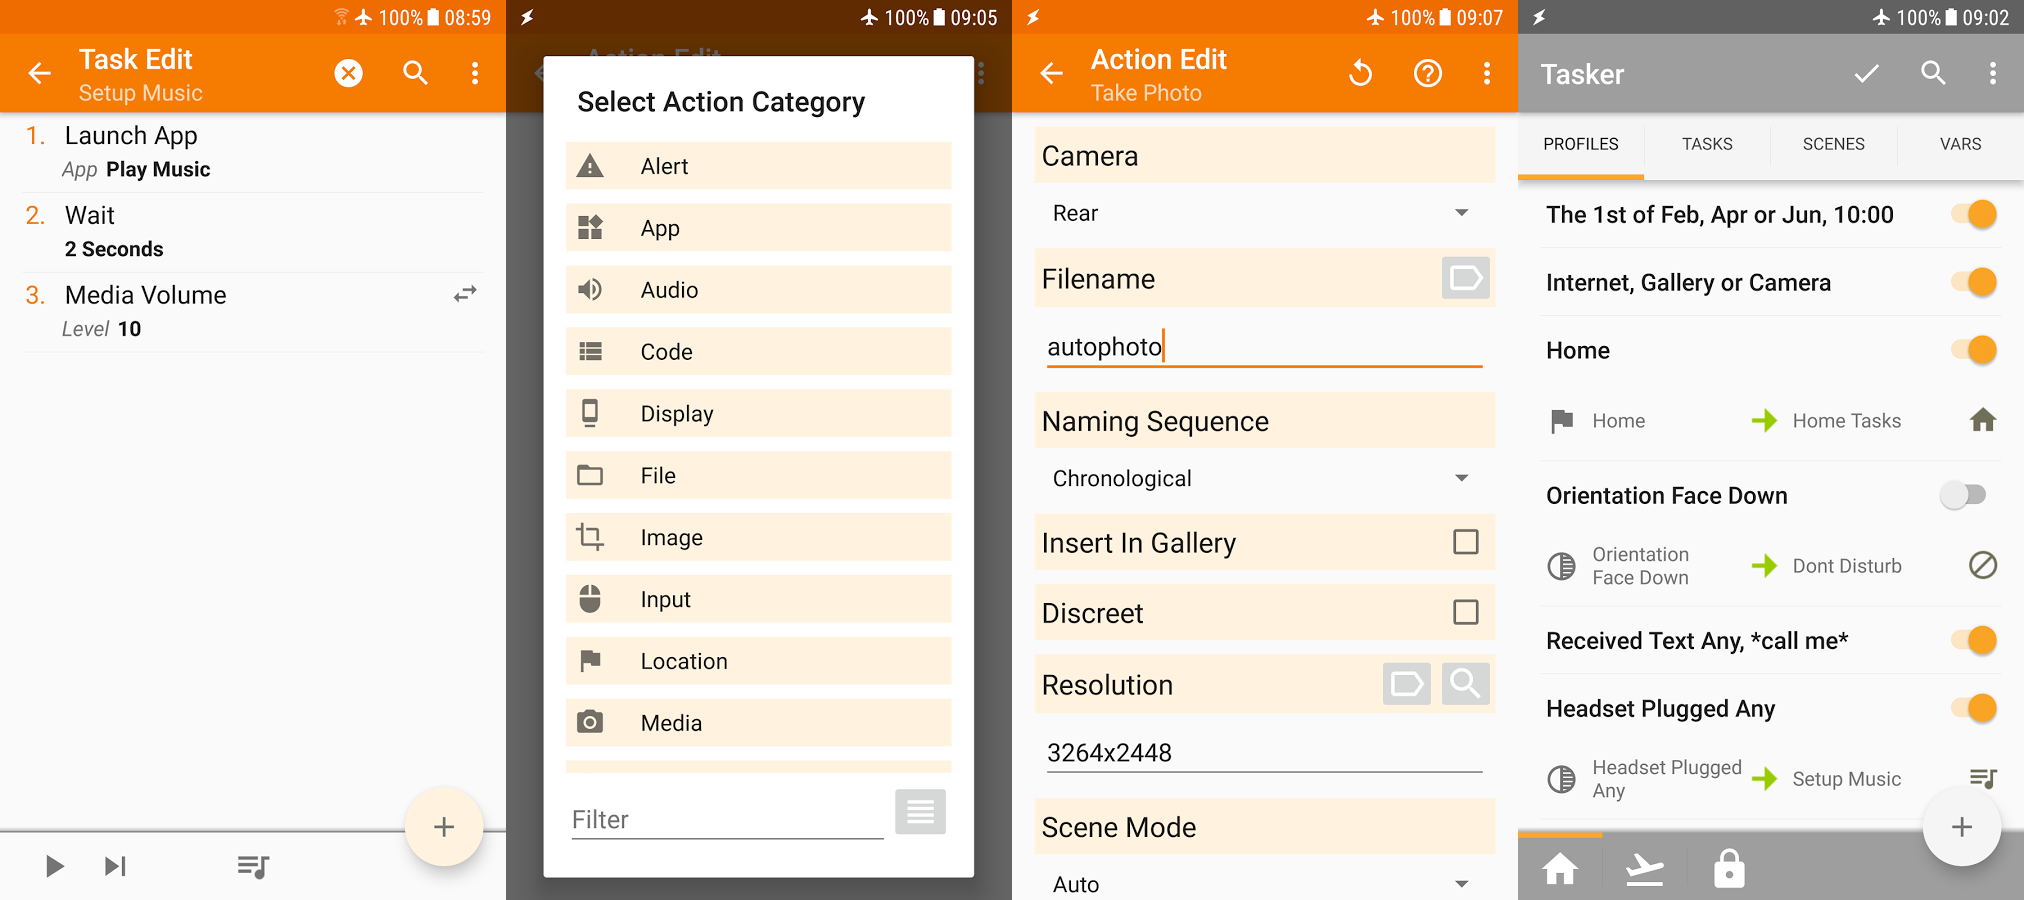 100% 08:59
Task Edit
Setup Music
1. Launch App
App Play Music
2. Wait
2 Seconds
3. Media Volume
Level 10
100% 09:05
Action Edit
Select Action Category
Alert
App
Audio
Code
Display
File
Image
Input
Location
Media
Filter
100% 09:07
Action Edit
Take Photo
Camera
Rear
Filename
autophoto
Naming Sequence
Chronological
Insert In Gallery
Discreet
Resolution
3264x2448
Scene Mode
Auto
100% 09:02
Tasker
PROFILES TASKS SCENES VARS
The 1st of Feb, Apr or Jun, 10:00
Internet, Gallery or Camera
Home
Home Home Tasks
Orientation Face Down
Orientation
Face Down Dont Disturb
Received Text Any, *call me*
Headset Plugged Any
Headset Plugged
Any Setup Music